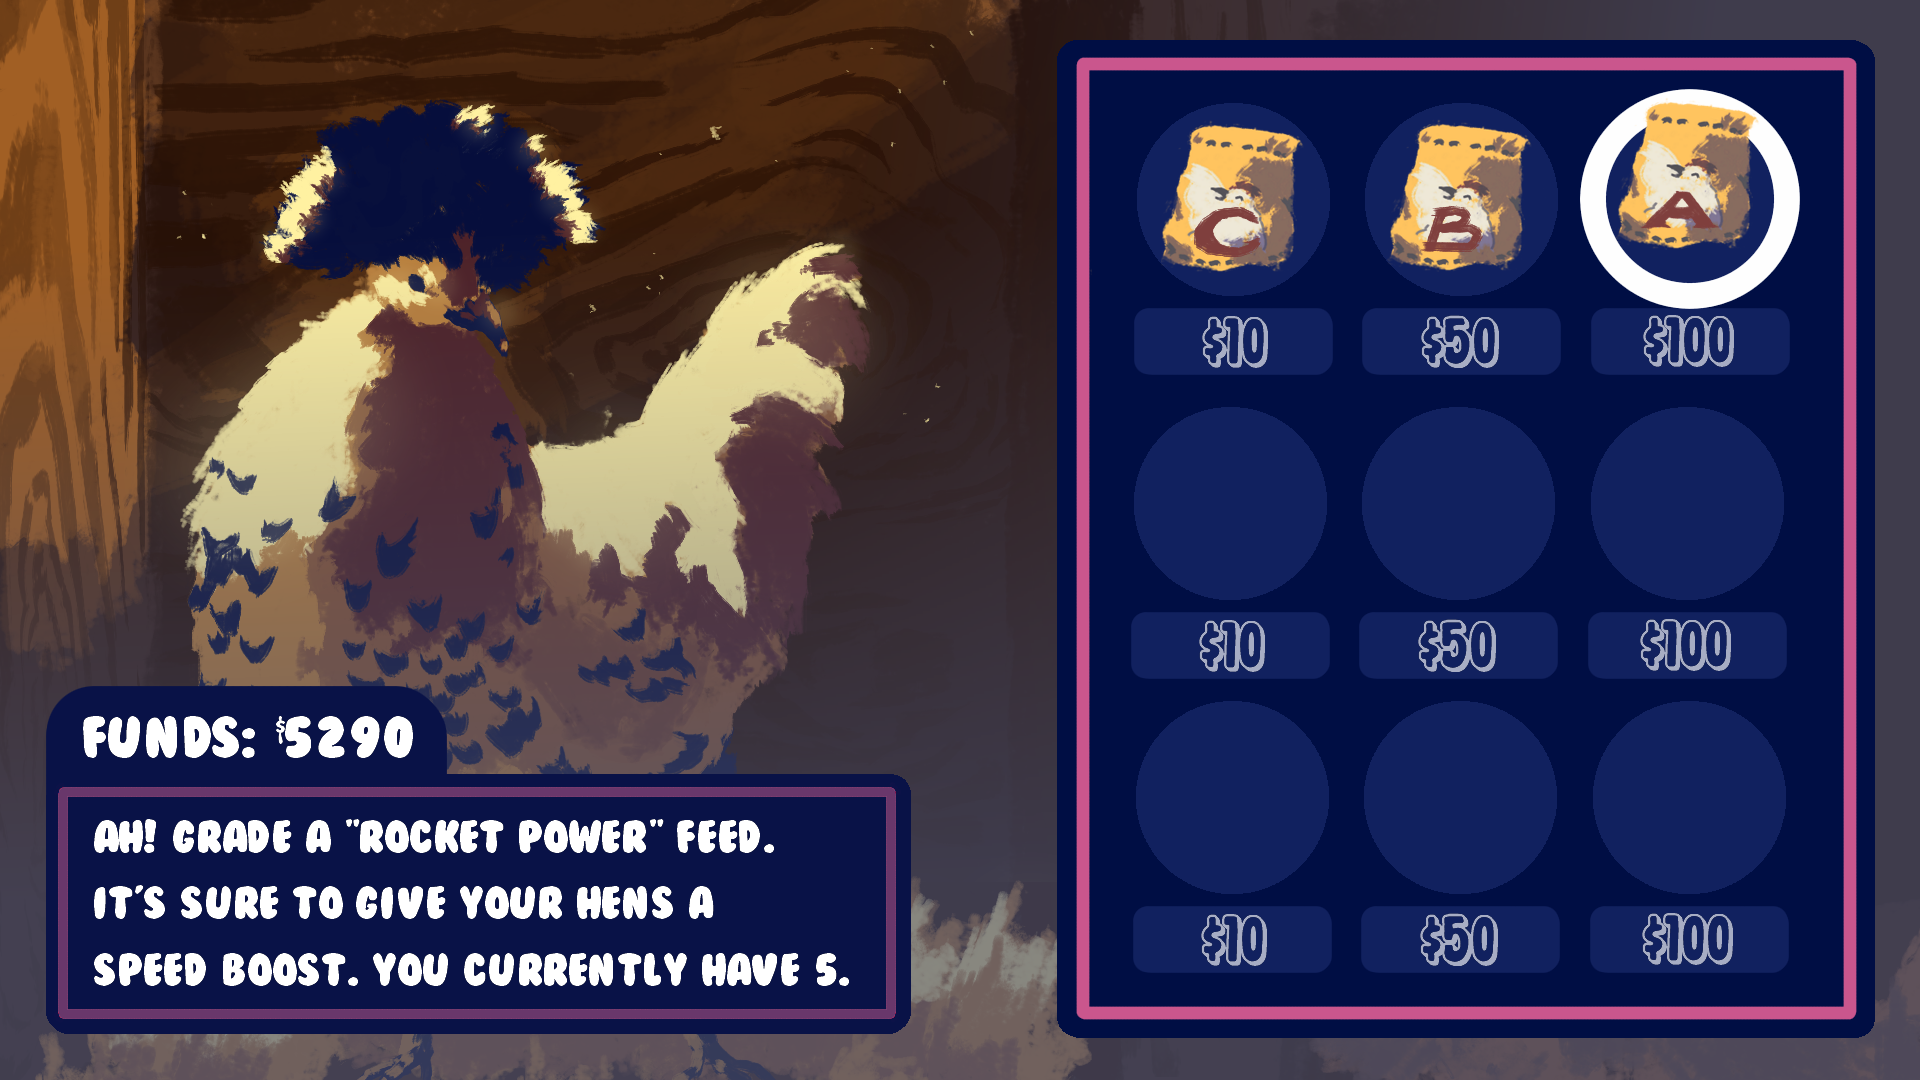 C
B
A
$10
$50
$100
$10
$50
$100
$10
$50
$100
FUNDS: $5290
AH! GRADE A "ROCKET POWER" FEED.
IT'S SURE TO GIVE YOUR HENS A
SPEED BOOST. YOU CURRENTLY HAVE 5.